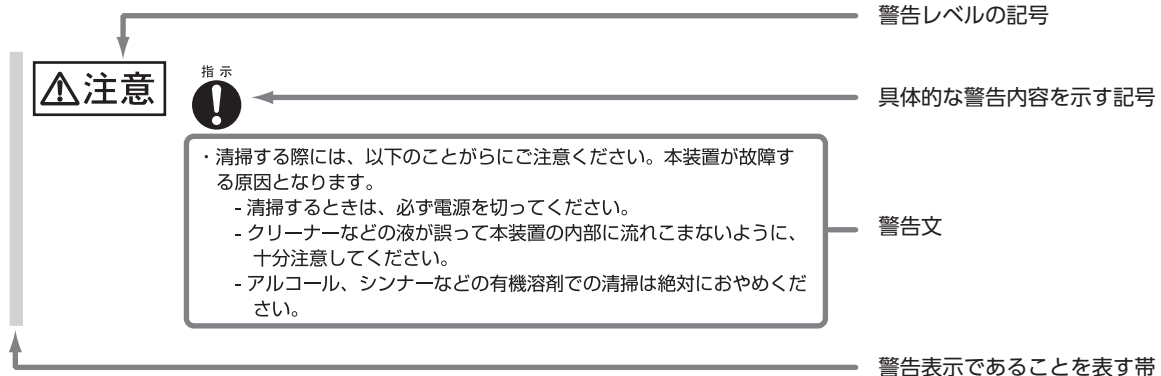 警告レベルの記号
⚠注意
指示
具体的な警告内容を示す記号
・清掃する際には、以下のことがらにご注意ください。本装置が故障す
る原因となります。
- 清掃するときは、必ず電源を切ってください。
- クリーナーなどの液が誤って本装置の内部に流れこまないように、
十分注意してください。
- アルコール、シンナーなどの有機溶剤での清掃は絶対におやめくだ
さい。
警告文
警告表示であることを表す帯